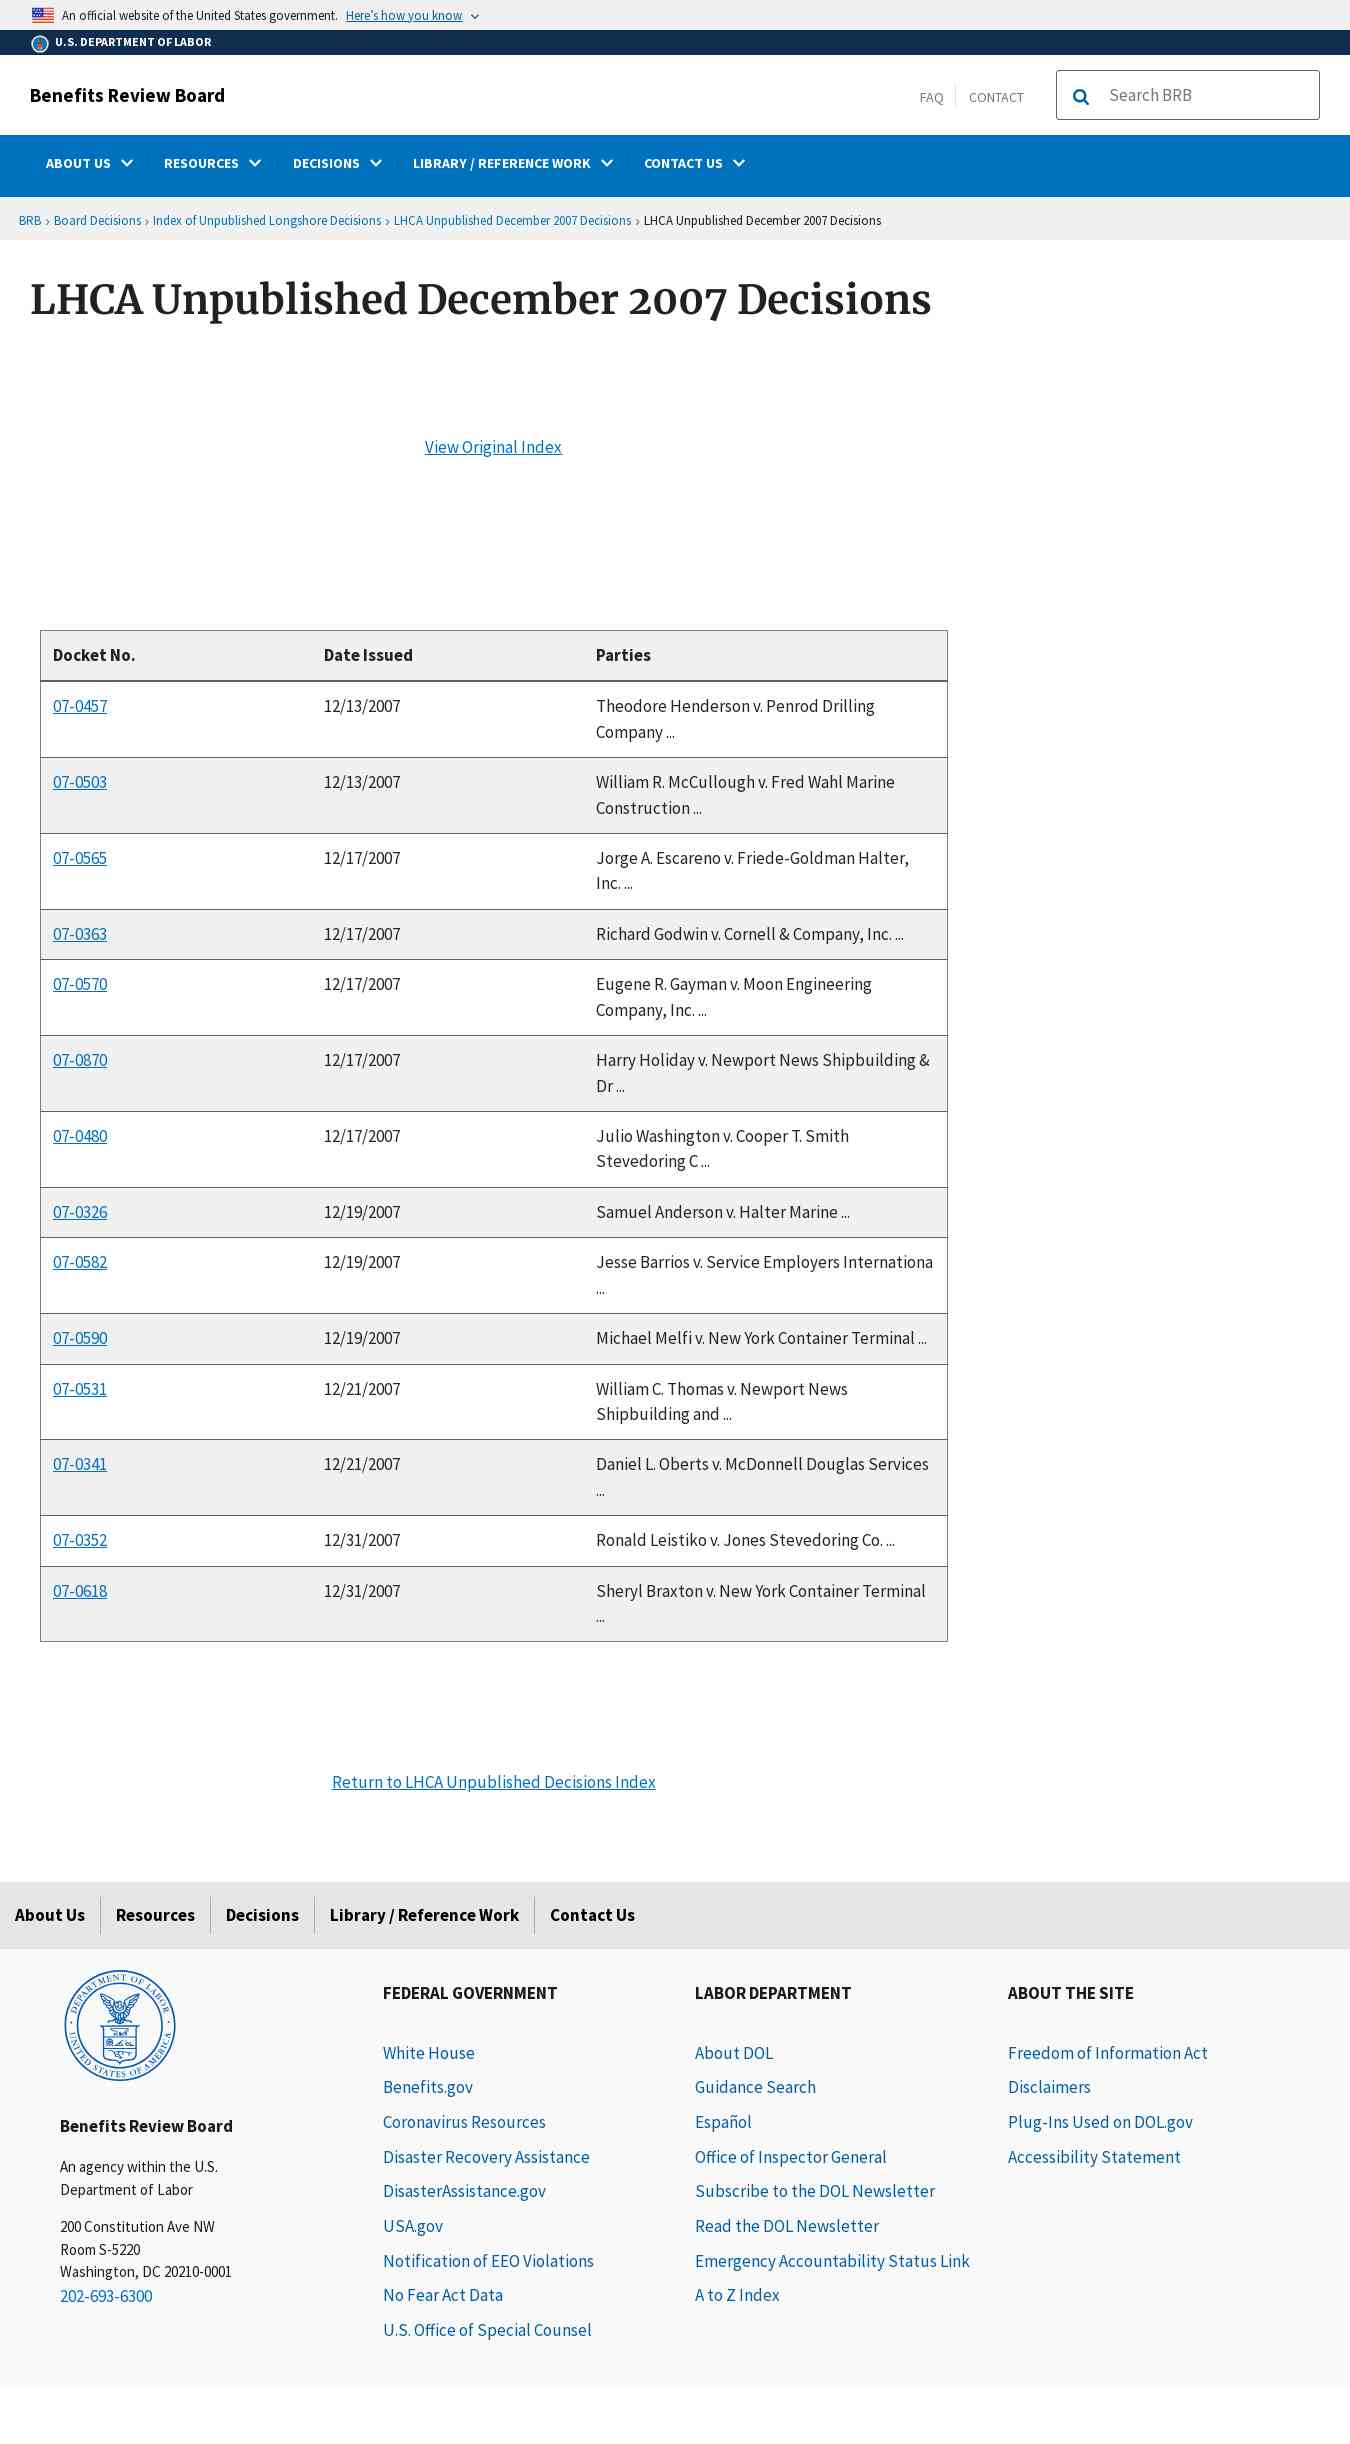 An official website of the United States government. Here's how you know
U.S. DEPARTMENT OF LABOR
Benefits Review Board
FAQ
CONTACT
Search BRB
ABOUT US
RESOURCES
DECISIONS
LIBRARY / REFERENCE WORK
CONTACT US
BRB › Board Decisions › Index of Unpublished Longshore Decisions › LHCA Unpublished December 2007 Decisions › LHCA Unpublished December 2007 Decisions
LHCA Unpublished December 2007 Decisions
View Original Index
Docket No. Date Issued Parties
07-0457 12/13/2007 Theodore Henderson v. Penrod Drilling
Company ...
07-0503 12/13/2007 William R. McCullough v. Fred Wahl Marine
Construction ...
07-0565 12/17/2007 Jorge A. Escareno v. Friede-Goldman Halter,
Inc. ...
07-0363 12/17/2007 Richard Godwin v. Cornell & Company, Inc. ...
07-0570 12/17/2007 Eugene R. Gayman v. Moon Engineering
Company, Inc. ...
07-0870 12/17/2007 Harry Holiday v. Newport News Shipbuilding &
Dr ...
07-0480 12/17/2007 Julio Washington v. Cooper T. Smith
Stevedoring C ...
07-0326 12/19/2007 Samuel Anderson v. Halter Marine ...
07-0582 12/19/2007 Jesse Barrios v. Service Employers Internationa
...
07-0590 12/19/2007 Michael Melfi v. New York Container Terminal ...
07-0531 12/21/2007 William C. Thomas v. Newport News
Shipbuilding and ...
07-0341 12/21/2007 Daniel L. Oberts v. McDonnell Douglas Services
...
07-0352 12/31/2007 Ronald Leistiko v. Jones Stevedoring Co. ...
07-0618 12/31/2007 Sheryl Braxton v. New York Container Terminal
...
Return to LHCA Unpublished Decisions Index
About Us
Resources
Decisions
Library / Reference Work
Contact Us
DEPARTMENT OF LABOR
UNITED STATES OF AMERICA
Benefits Review Board
An agency within the U.S.
Department of Labor
200 Constitution Ave NW
Room S-5220
Washington, DC 20210-0001
202-693-6300
FEDERAL GOVERNMENT
White House
Benefits.gov
Coronavirus Resources
Disaster Recovery Assistance
DisasterAssistance.gov
USA.gov
Notification of EEO Violations
No Fear Act Data
U.S. Office of Special Counsel
LABOR DEPARTMENT
About DOL
Guidance Search
Español
Office of Inspector General
Subscribe to the DOL Newsletter
Read the DOL Newsletter
Emergency Accountability Status Link
A to Z Index
ABOUT THE SITE
Freedom of Information Act
Disclaimers
Plug-Ins Used on DOL.gov
Accessibility Statement